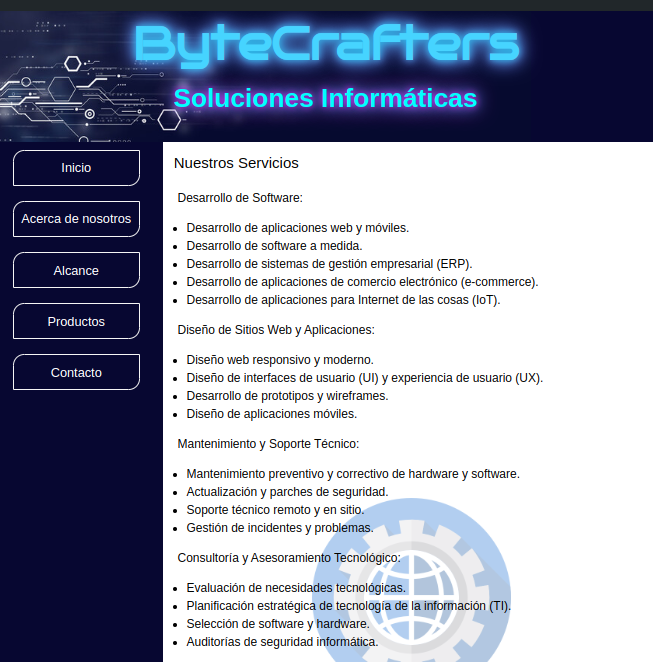 ByteCrafters
Soluciones Informáticas
Inicio
Acerca de nosotros
Alcance
Productos
Contacto
Nuestros Servicios
Desarrollo de Software:
Desarrollo de aplicaciones web y móviles.
Desarrollo de software a medida.
Desarrollo de sistemas de gestión empresarial (ERP).
Desarrollo de aplicaciones de comercio electrónico (e-commerce).
Desarrollo de aplicaciones para Internet de las cosas (IoT).
Diseño de Sitios Web y Aplicaciones:
Diseño web responsivo y moderno.
Diseño de interfaces de usuario (UI) y experiencia de usuario (UX).
Desarrollo de prototipos y wireframes.
Diseño de aplicaciones móviles.
Mantenimiento y Soporte Técnico:
Mantenimiento preventivo y correctivo de hardware y software.
Actualización y parches de seguridad.
Soporte técnico remoto y en sitio.
Gestión de incidentes y problemas.
Consultoría y Asesoramiento Tecnológico:
Evaluación de necesidades tecnológicas.
Planificación estratégica de tecnología de la información (TI).
Selección de software y hardware.
Auditorías de seguridad informática.